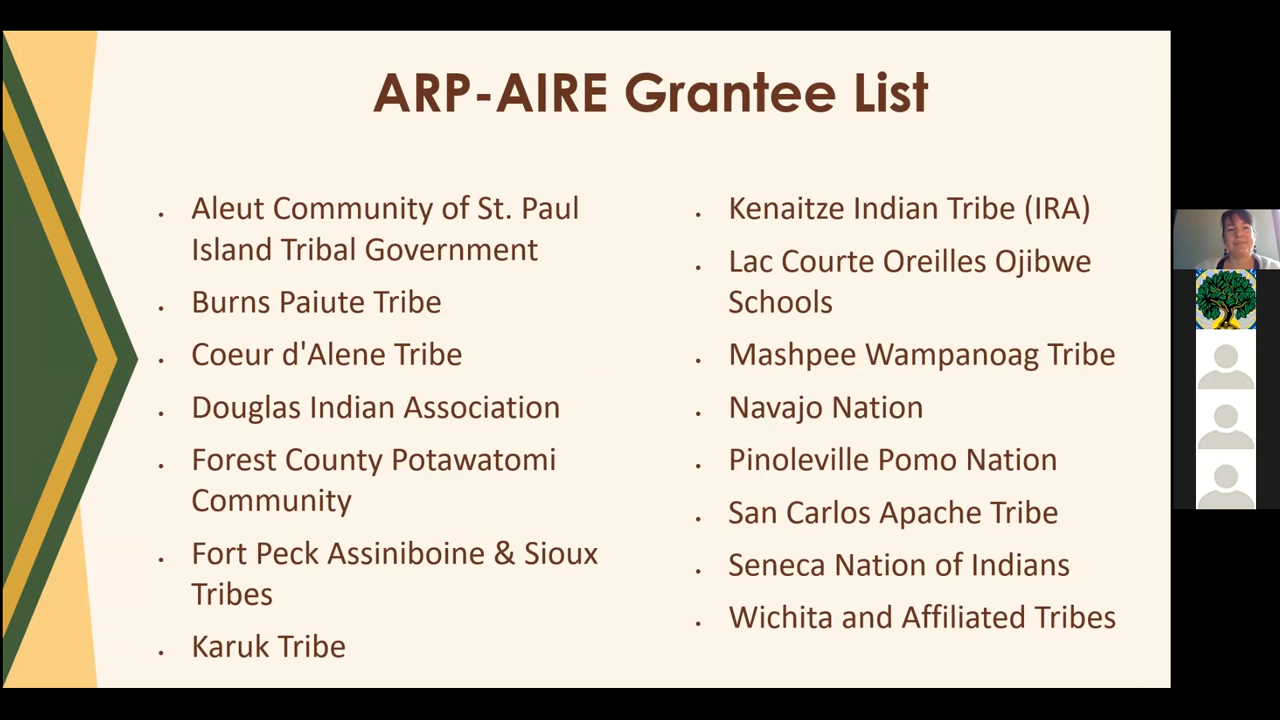 ARP-AIRE Grantee List
Aleut Community of St. Paul
Island Tribal Government
Burns Paiute Tribe
Coeur d'Alene Tribe
Douglas Indian Association
Forest County Potawatomi
Community
Fort Peck Assiniboine & Sioux
Tribes
Karuk Tribe
Kenaitze Indian Tribe (IRA)
Lac Courte Oreilles Ojibwe
Schools
Mashpee Wampanoag Tribe
Navajo Nation
Pinoleville Pomo Nation
San Carlos Apache Tribe
Seneca Nation of Indians
Wichita and Affiliated Tribes